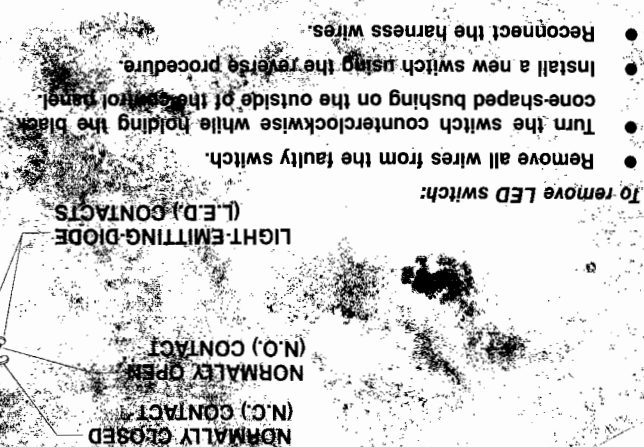 NORMALLY CLOSED
(N.C.) CONTACT
NORMALLY OPEN
(N.O.) CONTACT
LIGHT-EMITTING-DIODE
(L.E.D.) CONTACTS
To remove LED switch:
● Remove all wires from the faulty switch.
● Turn the switch counterclockwise while holding the black
cone-shaped bushing on the outside of the control panel.
● Install a new switch using the reverse procedure.
● Reconnect the harness wires.